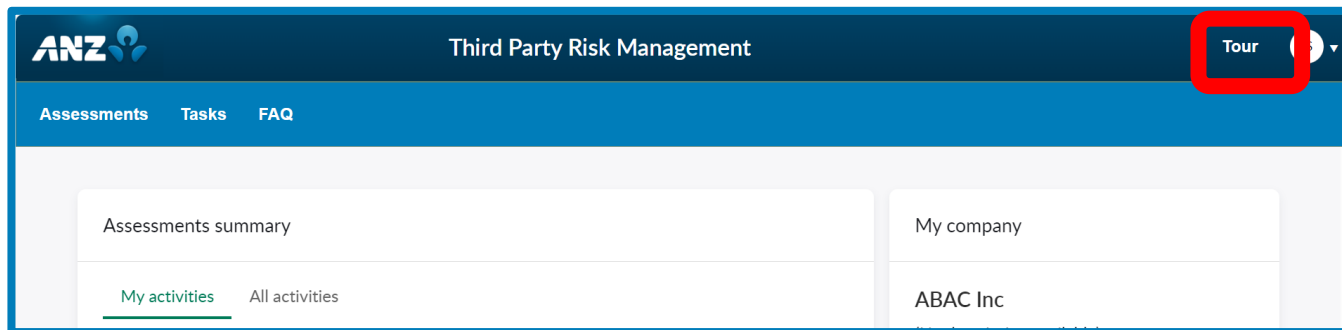 ANZ
Third Party Risk Management
Tour
Assessments Tasks FAQ
Assessments summary
My activities All activities
My company
ABAC Inc